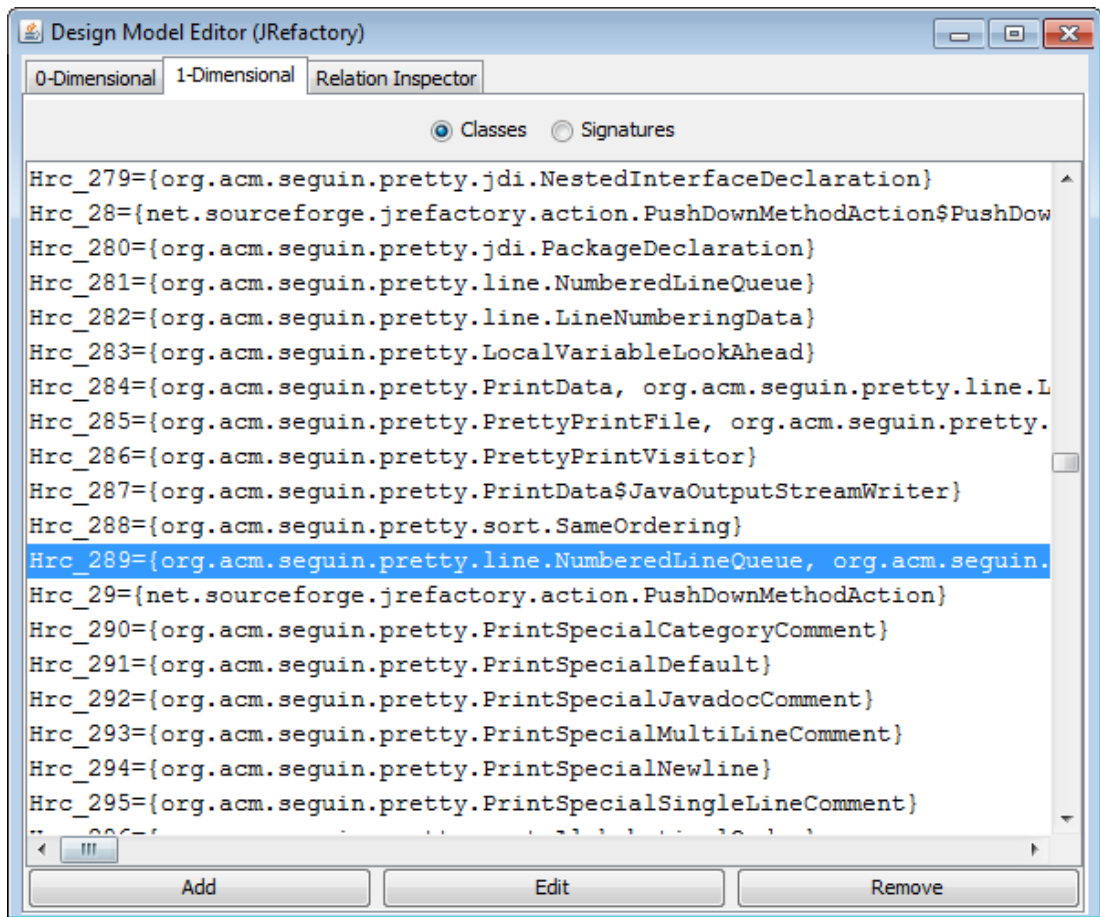 Design Model Editor (JRefactory)
0-Dimensional 1-Dimensional Relation Inspector
Classes Signatures
Hrc_279={org.acm.seguin.pretty.jdi.NestedInterfaceDeclaration}
Hrc_28={net.sourceforge.jrefactory.action.PushDownMethodAction$PushDow
Hrc_280={org.acm.seguin.pretty.jdi.PackageDeclaration}
Hrc_281={org.acm.seguin.pretty.line.NumberedLineQueue}
Hrc_282={org.acm.seguin.pretty.line.LineNumberingData}
Hrc_283={org.acm.seguin.pretty.LocalVariableLookAhead}
Hrc_284={org.acm.seguin.pretty.PrintData, org.acm.seguin.pretty.line.L
Hrc_285={org.acm.seguin.pretty.PrettyPrintFile, org.acm.seguin.pretty.
Hrc_286={org.acm.seguin.pretty.PrettyPrintVisitor}
Hrc_287={org.acm.seguin.pretty.PrintData$JavaOutputStreamWriter}
Hrc_288={org.acm.seguin.pretty.sort.SameOrdering}
Hrc_289={org.acm.seguin.pretty.line.NumberedLineQueue, org.acm.seguin.
Hrc_29={net.sourceforge.jrefactory.action.PushDownMethodAction}
Hrc_290={org.acm.seguin.pretty.PrintSpecialCategoryComment}
Hrc_291={org.acm.seguin.pretty.PrintSpecialDefault}
Hrc_292={org.acm.seguin.pretty.PrintSpecialJavadocComment}
Hrc_293={org.acm.seguin.pretty.PrintSpecialMultiLineComment}
Hrc_294={org.acm.seguin.pretty.PrintSpecialNewline}
Hrc_295={org.acm.seguin.pretty.PrintSpecialSingleLineComment}
Add Edit Remove